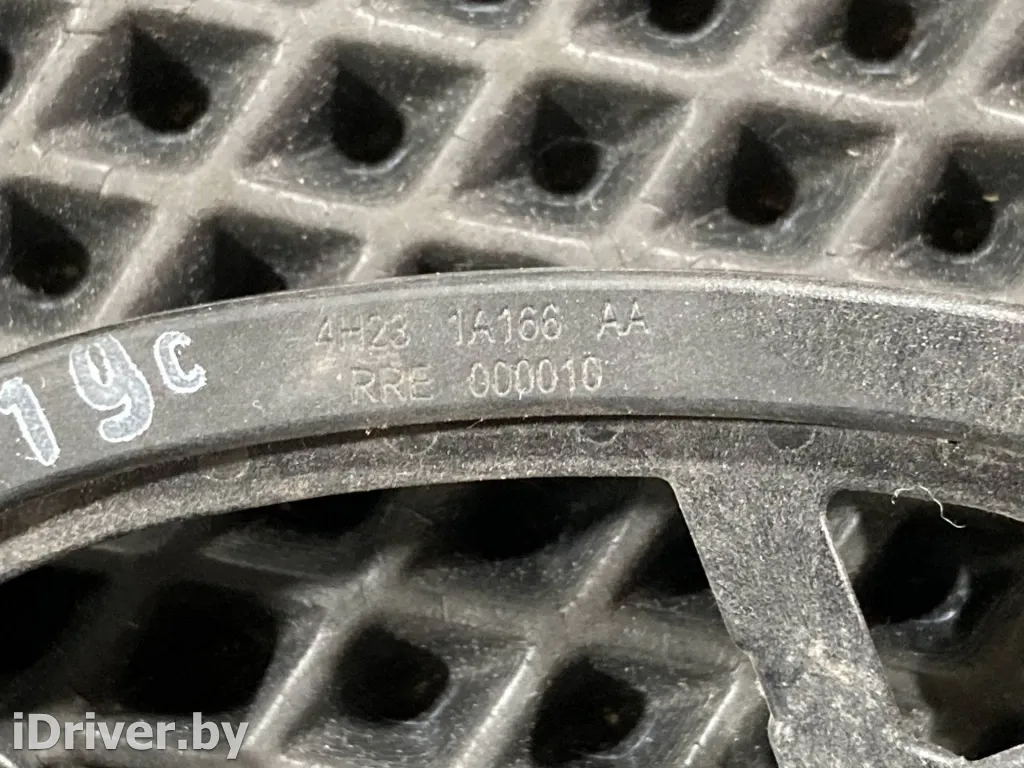 4H23 1A166 AA
RRE 000010
19c
iDriver.by